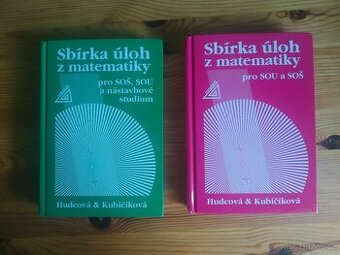 Sbírka úloh
z matematiky
pro SOŠ, SOU
a nástavbové
studium
Hudcová & Kubičíková
Sbírka úloh
z matematiky
pro SOU a SOŠ
Hudcová & Kubičíková